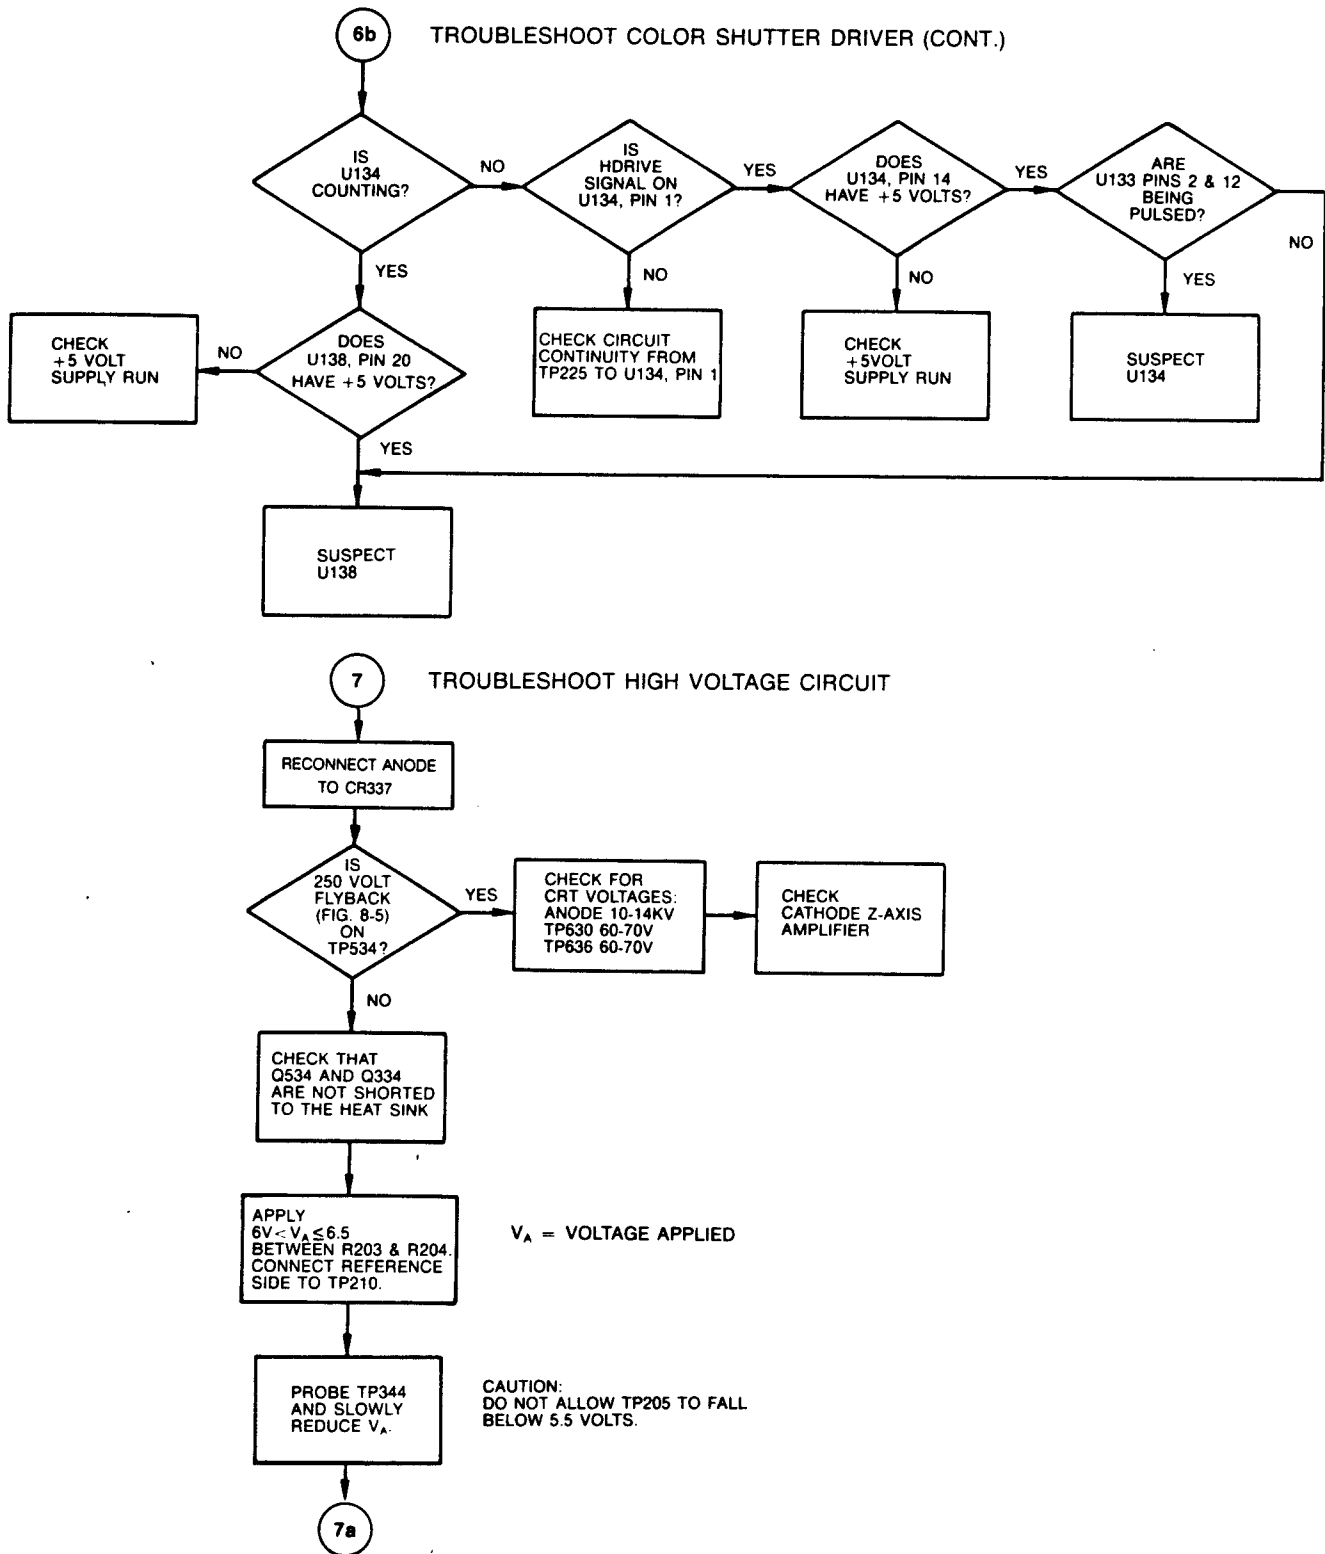 6b
TROUBLESHOOT COLOR SHUTTER DRIVER (CONT.)
IS
U134
COUNTING?
NO
IS
HDRIVE
SIGNAL ON
U134, PIN 1?
YES
DOES
U134, PIN 14
HAVE +5 VOLTS?
YES
ARE
U133 PINS 2 & 12
BEING
PULSED?
NO
YES
NO
NO
YES
CHECK
+5 VOLT
SUPPLY RUN
NO
DOES
U138, PIN 20
HAVE +5 VOLTS?
CHECK CIRCUIT
CONTINUITY FROM
TP225 TO U134, PIN 1
CHECK
+5VOLT
SUPPLY RUN
SUSPECT
U134
YES
SUSPECT
U138
7
TROUBLESHOOT HIGH VOLTAGE CIRCUIT
RECONNECT ANODE
TO CR337
IS
250 VOLT
FLYBACK
(FIG. 8-5)
ON
TP534?
YES
CHECK FOR
CRT VOLTAGES:
ANODE 10-14KV
TP630 60-70V
TP636 60-70V
CHECK
CATHODE Z-AXIS
AMPLIFIER
NO
CHECK THAT
Q534 AND Q334
ARE NOT SHORTED
TO THE HEAT SINK
APPLY
6V<VA≤6.5
BETWEEN R203 & R204.
CONNECT REFERENCE
SIDE TO TP210.
VA = VOLTAGE APPLIED
PROBE TP344
AND SLOWLY
REDUCE VA.
CAUTION:
DO NOT ALLOW TP205 TO FALL
BELOW 5.5 VOLTS.
7a